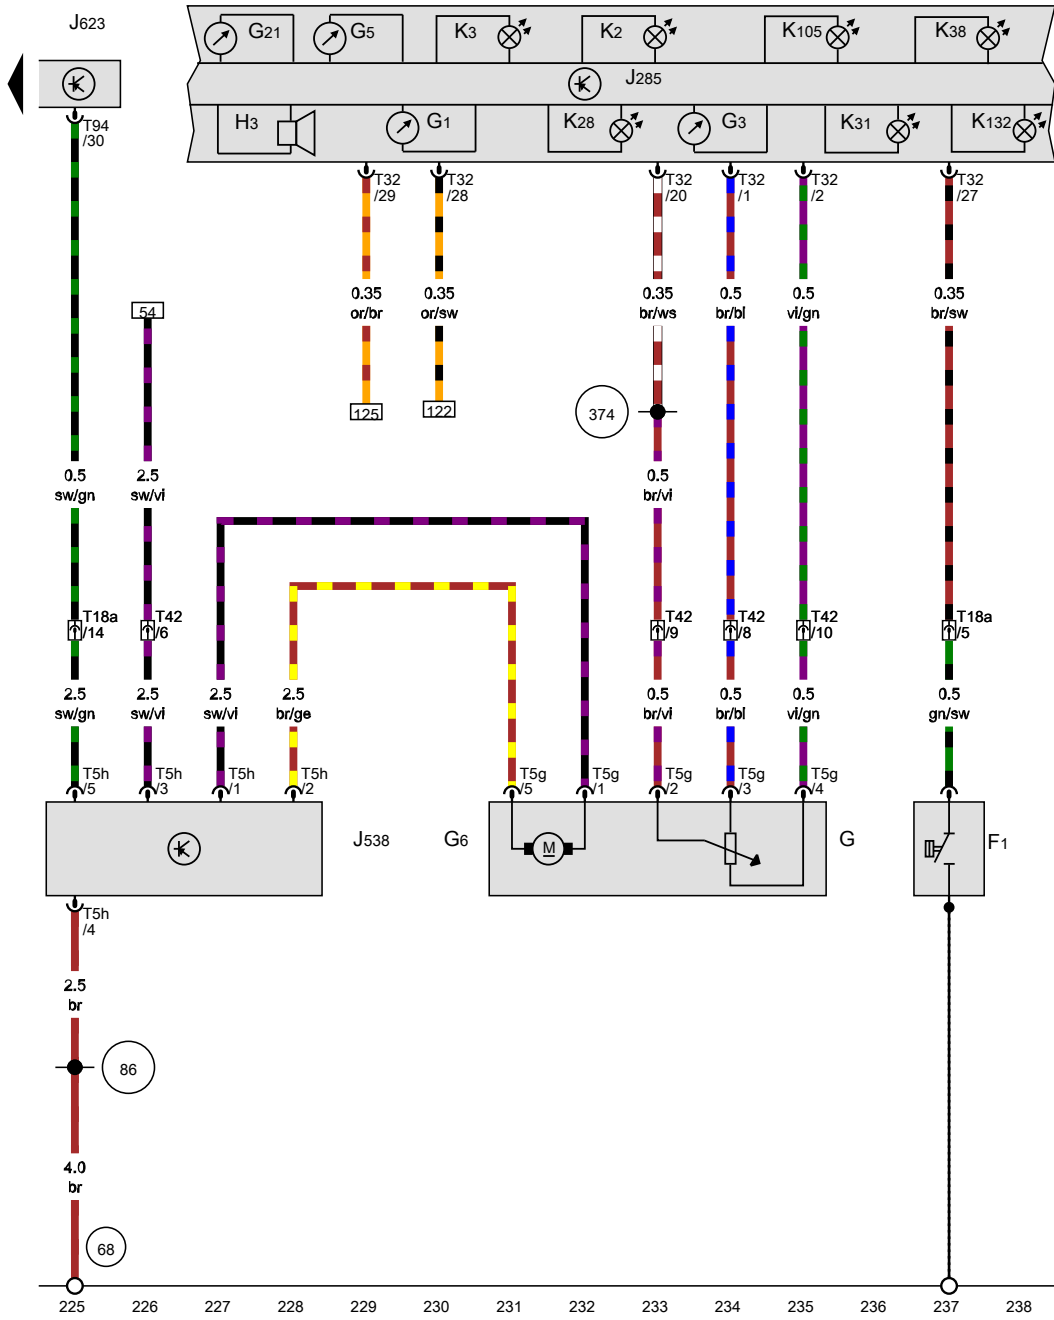 J623
G21
G5
K3
K2
K105
K38
J285
H3
G1
K28
G3
K31
K132
T94
/30
T32
/29
T32
/28
T32
/20
T32
/1
T32
/2
T32
/27
54
0.35
or/br
0.35
or/sw
0.35
br/ws
0.5
br/bl
0.5
vi/gn
0.35
br/sw
125
122
374
0.5
sw/gn
2.5
sw/vi
0.5
br/vi
T18a
/14
T42
/6
T42
/9
T42
/8
T42
/10
T18a
/5
2.5
sw/gn
2.5
sw/vi
2.5
sw/vi
2.5
br/ge
0.5
br/vi
0.5
br/bl
0.5
vi/gn
0.5
gn/sw
T5h
/5
T5h
/3
T5h
/1
T5h
/2
T5g
/5
T5g
/1
T5g
/2
T5g
/3
T5g
/4
J538
G6
M
G
F1
T5h
/4
2.5
br
86
4.0
br
68
225 226 227 228 229 230 231 232 233 234 235 236 237 238